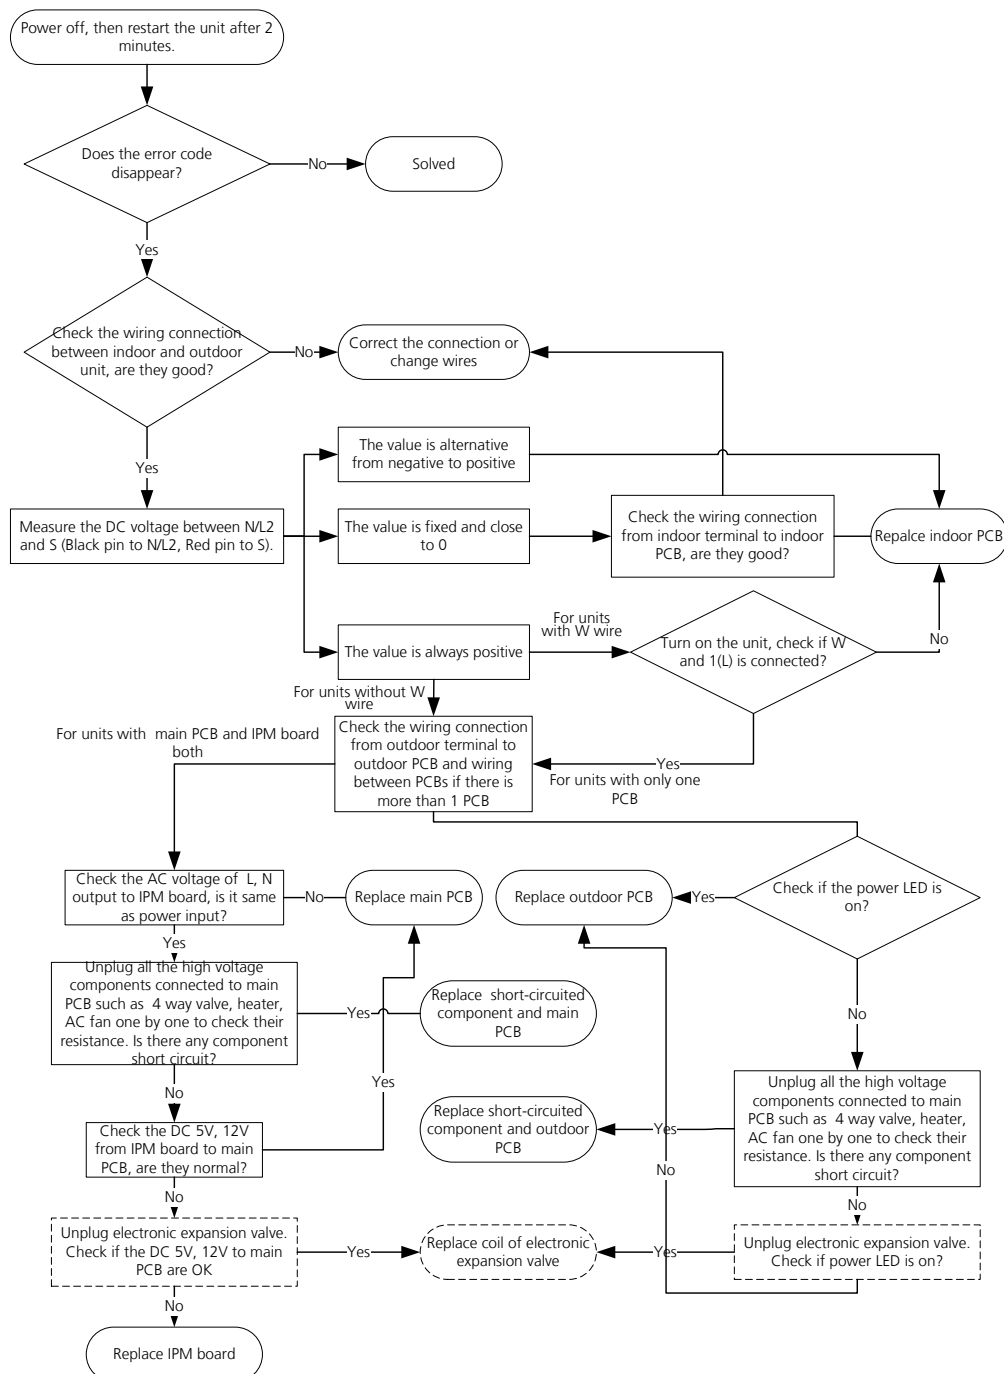 Power off, then restart the unit after 2
minutes.
Does the error code
disappear?
No
Solved
Yes
Check the wiring connection
between indoor and outdoor
unit, are they good?
No
Correct the connection or
change wires
Yes
The value is alternative
from negative to positive
Measure the DC voltage between N/L2
and S (Black pin to N/L2, Red pin to S).
The value is fixed and close
to 0
Check the wiring connection
from indoor terminal to indoor
PCB, are they good?
Repalce indoor PCB
The value is always positive
For units
with W wire
Turn on the unit, check if W
and 1(L) is connected?
No
For units without W
wire
For units with  main PCB and IPM board
both
Check the wiring connection
from outdoor terminal to
outdoor PCB and wiring
between PCBs if there is
more than 1 PCB
Yes
For units with only one
PCB
Check the AC voltage of  L, N
output to IPM board, is it same
as power input?
No
Replace main PCB
Replace outdoor PCB
Yes
Check if the power LED is
on?
Yes
Unplug all the high voltage
components connected to main
PCB such as  4 way valve, heater,
AC fan one by one to check their
resistance. Is there any component
short circuit?
Yes
Replace  short-circuited
component and main
PCB
No
No
Yes
Unplug all the high voltage
components connected to main
PCB such as  4 way valve, heater,
AC fan one by one to check their
resistance. Is there any component
short circuit?
Yes
Replace short-circuited
component and outdoor
PCB
Check the DC 5V, 12V
from IPM board to main
PCB, are they normal?
No
No
No
Unplug electronic expansion valve.
Check if the DC 5V, 12V to main
PCB are OK
Yes
Replace coil of electronic
expansion valve
Yes
Unplug electronic expansion valve.
Check if power LED is on?
No
Replace IPM board